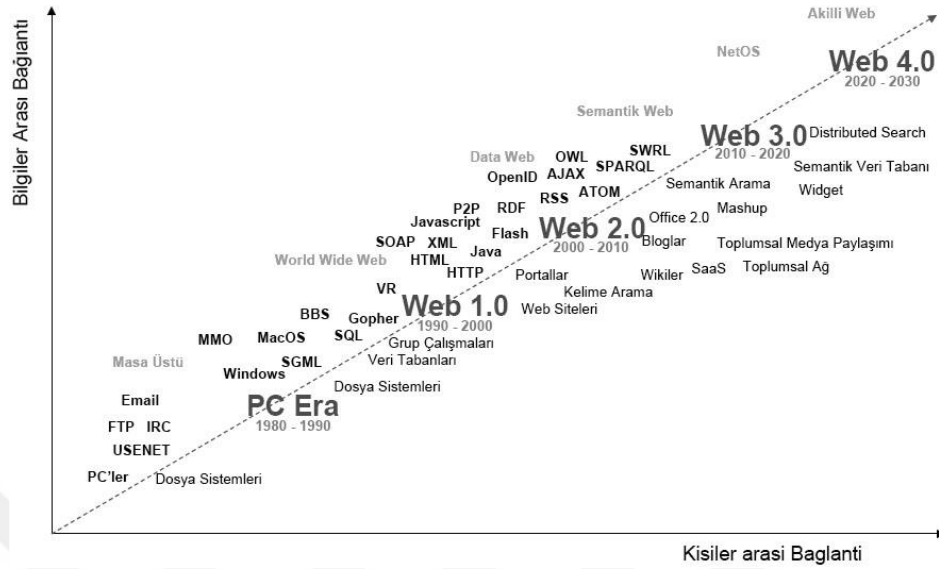 Akilli Web
NetOS
Web 4.0
2020 - 2030
Semantik Web
Web 3.0
2010 - 2020
Distributed Search
SWRL
OWL
Data Web
SPARQL
Semantik Veri Tabanı
AJAX
OpenID
Semantik Arama
Widget
ATOM
RSS
P2P
RDF
Mashup
Office 2.0
Javascript
Web 2.0
2000 - 2010
Flash
Bloglar
Toplumsal Medya Paylaşımı
SOAP
XML
Java
World Wide Web
HTML
HTTP
Portallar
Wikiler
SaaS
Toplumsal Ağ
VR
Kelime Arama
Web 1.0
1990 - 2000
Web Siteleri
BBS
Gopher
MMO
MacOS
SQL
Grup Çalışmaları
Masa Üstü
SGML
Veri Tabanları
Windows
Dosya Sistemleri
Email
PC Era
1980 - 1990
FTP
IRC
USENET
PC'ler
Dosya Sistemleri
Bilgiler Arası Bağlantı
Kisiler arasi Baglanti